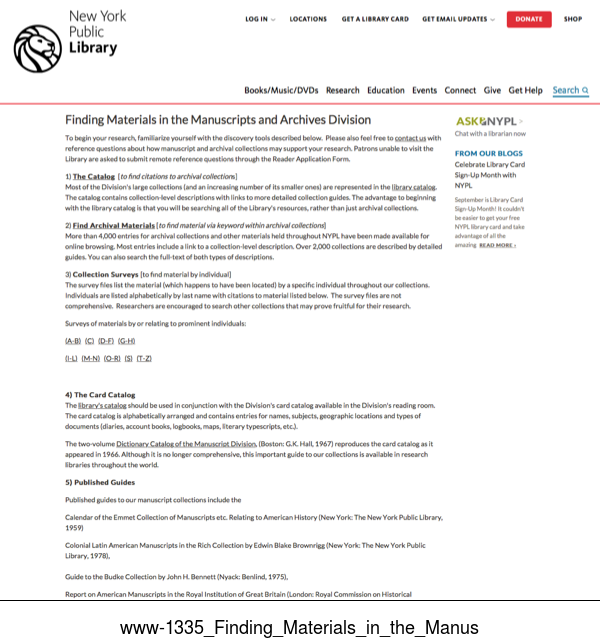 New York
Public
Library
LOG IN
LOCATIONS
GET A LIBRARY CARD
GET EMAIL UPDATES
DONATE
SHOP
Books/Music/DVDs Research Education Events Connect Give Get Help Search
Finding Materials in the Manuscripts and Archives Division
To begin your research, familiarize yourself with the discovery tools described below. Please also feel free to contact us with
reference questions about how manuscript and archival collections may support your research. Patrons unable to visit the
Library are asked to submit remote reference questions through the Reader Application Form.
1) The Catalog [to find citations to archival collections]
Most of the Division's large collections (and an increasing number of its smaller ones) are represented in the library catalog.
The catalog contains collection-level descriptions with links to more detailed collection guides. The advantage to beginning
with the library catalog is that you will be searching all of the Library's resources, rather than just archival collections.
2) Find Archival Materials [to find material via keyword within archival collections]
More than 4,000 entries for archival collections and other materials held throughout NYPL have been made available for
online browsing. Most entries include a link to a collection-level description. Over 2,000 collections are described by detailed
guides. You can also search the full-text of both types of descriptions.
3) Collection Surveys [to find material by individual]
The survey files list the material (which happens to have been located) by a specific individual throughout our collections.
Individuals are listed alphabetically by last name with citations to material listed below. The survey files are not
comprehensive. Researchers are encouraged to search other collections that may prove fruitful for their research.
Surveys of materials by or relating to prominent individuals:
(A-B) (C) (D-F) (G-H)
(I-L) (M-N) (O-R) (S) (T-Z)
4) The Card Catalog
The library's catalog should be used in conjunction with the Division's card catalog available in the Division's reading room.
The card catalog is alphabetically arranged and contains entries for names, subjects, geographic locations and types of
documents (diaries, account books, logbooks, maps, literary typescripts, etc.).
The two-volume Dictionary Catalog of the Manuscript Division, (Boston: G.K. Hall, 1967) reproduces the card catalog as it
appeared in 1966. Although it is no longer comprehensive, this important guide to our collections is available in research
libraries throughout the world.
5) Published Guides
Published guides to our manuscript collections include the
Calendar of the Emmet Collection of Manuscripts etc. Relating to American History (New York: The New York Public Library,
1959)
Colonial Latin American Manuscripts in the Rich Collection by Edwin Blake Brownrigg (New York: The New York Public
Library, 1978),
Guide to the Budke Collection by John H. Bennett (Nyack: Benlind, 1975),
Report on American Manuscripts in the Royal Institution of Great Britain (London: Royal Commission on Historical
ASK NYPL >
Chat with a librarian now
FROM OUR BLOGS
Celebrate Library Card
Sign-Up Month with
NYPL
September is Library Card
Sign-Up Month! It couldn't
be easier to get your free
NYPL library card and take
advantage of all the
amazing READ MORE ›
www-1335_Finding_Materials_in_the_Manus